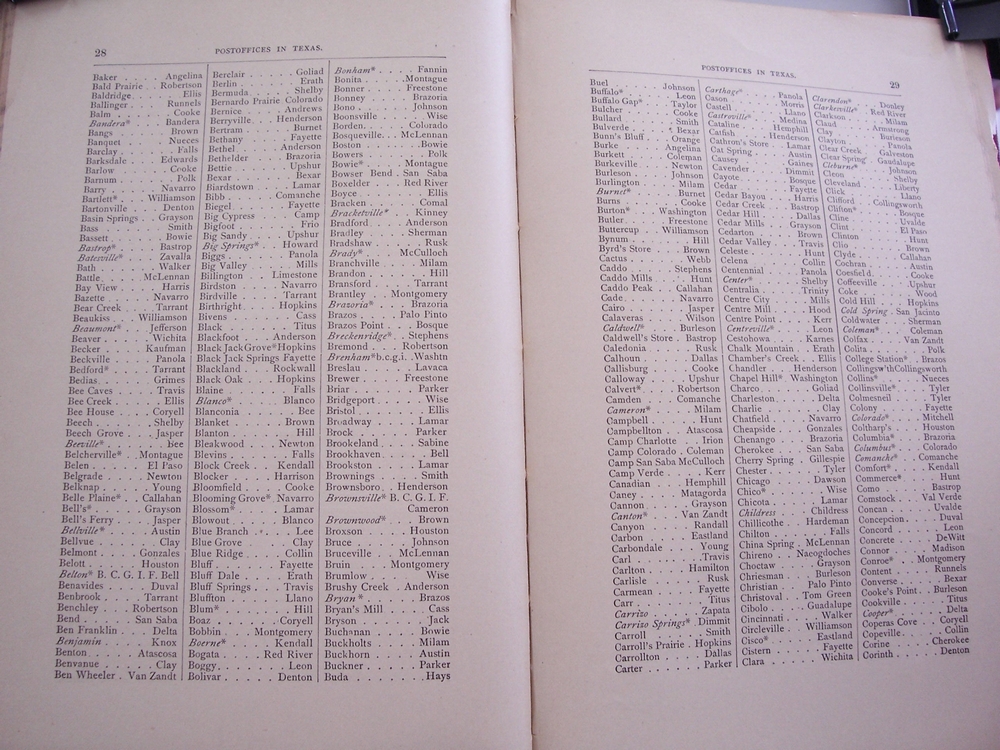 28
POSTOFFICES IN TEXAS.
Baker . . . . . Angelina
Bald Prairie . . Robertson
Baldridge. . . . . Ellis
Ballinger . . . . Runnels
Balm . . . . . . Cooke
Bandera* . . . Bandera
Bangs . . . . . Brown
Banquet . . . . Nueces
Barclay . . . . . Falls
Barksdale . . . Edwards
Barlow . . . . . Cooke
Barnum . . . . . Polk
Barry . . . . . Navarro
Bartlett* . . Williamson
Bartonville . . . Denton
Basin Springs . . Grayson
Bass . . . . . . Smith
Bassett . . . . . Bowie
Bastrop* . . . . Bastrop
Batesville* . . . Zavalla
Bath . . . . . . Walker
Battle . . . . McLennan
Bay View . . . . Harris
Bazette . . . . Navarro
Bear Creek . . . Tarrant
Beaukiss . . Williamson
Beaumont* . . Jefferson
Beaver . . . . Wichita
Becker . . . . Kaufman
Beckville . . . . Panola
Bedford* . . . . Tarrant
Bedias. . . . . Grimes
Bee Caves . . . . Travis
Bee Creek . . . . . Ellis
Bee House . . . Coryell
Beech . . . . . Shelby
Beech Grove . . . Jasper
Beeville* . . . . . Bee
Belcherville* . Montague
Belen . . . . . El Paso
Belgrade . . . . Newton
Belknap . . . . . Young
Belle Plaine* . . Callahan
Bell's* . . . . Grayson
Bell's Ferry . . . Jasper
Bellville* . . . . Austin
Bellvue . . . . . . Clay
Belmont . . . . Gonzales
Belott . . . . . Houston
Belton* B. C. G. I. F. Bell
Benavides . . . . Duval
Benbrook . . . . Tarrant
Benchley . . . Robertson
Bend . . . . . San Saba
Ben Franklin . . . Delta
Benjamin . . . . Knox
Benton . . . . Atascosa
Benvanue . . . . . Clay
Ben Wheeler . Van Zandt
Berclair . . . . . Goliad
Berlin . . . . . . Erath
Bermuda . . . . Shelby
Bernardo Prairie Colorado
Bernice . . . . Andrews
Berryville. . . Henderson
Bertram . . . . Burnet
Bethany . . . . Fayette
Bethel . . . . Anderson
Bethelder . . . Brazoria
Bettie . . . . . Upshur
Bexar . . . . . . Bexar
Biardstown . . . Lamar
Bibb . . . . . Comanche
Biegel . . . . . Fayette
Big Cypress . . . Camp
Bigfoot . . . . . . Frio
Big Sandy . . . Upshur
Big Springs* . . Howard
Biggs . . . . . . Panola
Big Valley . . . . Mills
Billington . . Limestone
Birdston . . . . Navarro
Birdville . . . . Tarrant
Birthright . . . Hopkins
Bivens . . . . . . Cass
Black . . . . . . Titus
Blackfoot . . . Anderson
Black Jack Grove*Hopkins
Black Jack Springs Fayette
Blackland . . . Rockwall
Black Oak . . . Hopkins
Blaine . . . . . . Falls
Blanco* . . . . Blanco
Blanconia . . . . . Bee
Blanket . . . . . Brown
Blanton . . . . . . Hill
Bleakwood . . . Newton
Blevins . . . . . Falls
Block Creek . . . Kendall
Blocker . . . . Harrison
Bloomfield . . . . Cooke
Blooming Grove* Navarro
Blossom* . . . . Lamar
Blowout . . . . Blanco
Blue Branch . . . . Lee
Blue Grove . . . . Clay
Blue Ridge . . . . Collin
Bluff . . . . . . Fayette
Bluff Dale . . . . Erath
Bluff Springs . . . Travis
Bluffton . . . . . Llano
Blum* . . . . . . . Hill
Boaz . . . . . . Coryell
Bobbin . . . Montgomery
Boerne* . . . . Kendall
Bogata . . . . Red River
Boggy. . . . . . . Leon
Bolivar . . . . . Denton
Bonham* . . . . Fannin
Bonita . . . . Montague
Bonner . . . . Freestone
Bonney . . . . . Brazoria
Bono . . . . . . Johnson
Boonsville . . . . . Wise
Borden. . . . . Colorado
Bosqueville. . . McLennan
Boston . . . . . . Bowie
Bowers . . . . . . Polk
Bowie* . . . . Montague
Bowser Bend . San Saba
Boxelder . . . Red River
Boyce . . . . . . Ellis
Bracken . . . . . Comal
Brackettville* . . Kinney
Bradford. . . . Anderson
Bradley . . . . Sherman
Bradshaw . . . . . Rusk
Brady* . . . . McCulloch
Branchville . . . Milam
Brandon . . . . . . Hill
Bransford . . . . Tarrant
Brantley . . Montgomery
Brazoria* . . . . Brazoria
Brazos. . . . . Palo Pinto
Brazos Point . . . Bosque
Breckenridge* . . Stephens
Bremond . . . Robertson
Brenham*b.c.g.i. .Washtn
Breslau . . . . . Lavaca
Brewer . . . . Freestone
Briar . . . . . . Parker
Bridgeport . . . . . Wise
Bristol . . . . . . Ellis
Broadway . . . . Lamar
Brock . . . . . Parker
Brookeland . . . Sabine
Brookhaven . . . . Bell
Brookston . . . . Lamar
Brownings . . . . Smith
Brownsboro . Henderson
Brownsville* B. C. G. I. F.
Cameron
Brownwood* . . . Brown
Broxson . . . . Houston
Bruce . . . . . Johnson
Bruceville . . . McLennan
Bruin . . . Montgomery
Brumlow . . . . . Wise
Brushy Creek . Anderson
Bryan* . . . . . Brazos
Bryan's Mill . . . . Cass
Bryson . . . . . . Jack
Buchanan . . . . Bowie
Buckholts . . . . Milam
Buckhorn . . . . Austin
Buckner . . . . Parker
Buda . . . . . . . Hays
POSTOFFICES IN TEXAS.
29
Buel . . . . . . Johnson
Buffalo* . . . . . Leon
Buffalo Gap* . . . Taylor
Bulcher . . . . . Cooke
Bullard . . . . . Smith
Bulverde . . . . . Bexar
Bunn's Bluff . . . Orange
Burke . . . . . Angelina
Burkett . . . . Coleman
Burkeville . . . . Newton
Burleson . . . . Johnson
Burlington . . . . Milam
Burnet* . . . . Burnet
Burns . . . . . . Cooke
Burton* . . Washington
Butler . . . . Freestone
Buttercup . . Williamson
Bynum . . . . . . Hill
Byrd's Store . . . Brown
Cactus . . . . . . Webb
Caddo . . . . . Stephens
Caddo Mills . . . . Hunt
Caddo Peak . . Callahan
Cade . . . . . . Navarro
Cairo . . . . . . Jasper
Calaveras . . . . Wilson
Caldwell* . . . Burleson
Caldwell's Store . Bastrop
Caledonia . . . . . Rusk
Calhoun . . . . . Dallas
Callisburg . . . . Cooke
Calloway . . . . Upshur
Calvert* . . . Robertson
Camden . . . Comanche
Cameron* . . . . Milam
Campbell . . . . . Hunt
Campbellton . . Atascosa
Camp Charlotte . . Irion
Camp Colorado . Coleman
Camp San Saba McCulloch
Camp Verde . . . . Kerr
Canadian . . . Hemphill
Caney . . . . Matagorda
Cannon . . . . . Grayson
Canton* . . . Van Zandt
Canyon . . . . . Randall
Carbon . . . . . Eastland
Carbondale . . . . Young
Carl . . . . . . .Travis
Carlton . . . . Hamilton
Carlisle . . . . . . Rusk
Carmean . . . . Fayette
Carr . . . . . . . Titus
Carrizo . . . . . Zapata
Carrizo Springs* . Dimmit
Carroll . . . . . Smith
Carroll's Prairie . Hopkins
Carrollton . . . . Dallas
Carter . . . . . . Parker
Carthage* . . . . Panola
Cason . . . . . . Morris
Castell . . . . . . Llano
Castroville* . . . Medina
Cataline . . . Hemphill
Catfish . . . Henderson
Cathron's Store . . Lamar
Cat Spring . . . . Austin
Causey . . . . . Gaines
Cavender . . . . Dimmit
Cayote . . . . . Bosque
Cedar . . . . . Fayette
Cedar Bayou . . . Harris
Cedar Creek . . Bastrop
Cedar Hill . . . . Dallas
Cedar Mills . . . Grayson
Cedarton . . . . Brown
Cedar Valley . . . Travis
Celeste . . . . . . Hunt
Celena . . . . . Collin
Centennial . . . . Panola
Center* . . . . . Shelby
Centralia . . . . Trinity
Centre City . . . . Mills
Centre Mill . . . . Hood
Centre Point . . . . Kerr
Centreville* . . . . Leon
Cestohowa . . . . Karnes
Chalk Mountain . . Erath
Chamber's Creek . . Ellis
Chandler . . . Henderson
Chapel Hill* . Washington
Charco . . . . . Goliad
Charleston. . . . . Delta
Charlie . . . . . . Clay
Chatfield . . . . Navarro
Cheapside . . . Gonzales
Chenango . . . Brazoria
Cherokee . . . San Saba
Cherry Spring . Gillespie
Chester . . . . . . Tyler
Chicago . . . . Dawson
Chico* . . . . . . Wise
Chicota . . . . . Lamar
Childress . . . Childress
Chillicothe . . Hardeman
Chilton . . . . . . Falls
China Spring . McLennan
Chireno . . Nacogdoches
Choctaw . . . . Grayson
Chriesman . . . Burleson
Christian . . . Palo Pinto
Christoval . . Tom Green
Cibolo . . . . Guadalupe
Cincinnati . . . . Walker
Circleville . . Williamson
Cisco* . . . . Eastland
Cistern . . . . . Fayette
Clara . . . . . . Wichita
Clarendon* . . . Donley
Clarksville* . . Red River
Clarkson . . . . . Milam
Claud . . . . Armstrong
Clay . . . . . . Burleson
Clayton . . . . . Panola
Clear Creek . . Galveston
Clear Spring . Guadalupe
Cleburne* . . . Johnson
Cleon . . . . . . Shelby
Cleveland . . . . Liberty
Click . . . . . . . Llano
Clifford . . Collingsworth
Clifton* . . . . . Bosque
Cline . . . . . . Uvalde
Clint . . . . . . El Paso
Clinton . . . . . . Hunt
Clio . . . . . . . Brown
Clyde . . . . . Callahan
Cochran . . . . . Austin
Coesfield. . . . . Cooke
Coffeeville . . . Upshur
Coke . . . . . . . Wood
Cold Hill . . . . Hopkins
Cold Spring . San Jacinto
Coldwater . . . Sherman
Coleman* . . . Coleman
Colfax . . . . Van Zandt
Colita . . . . . . . Polk
College Station* . Brazos
CollingswthCollingsworth
Collins* . . . . . Nueces
Collinsville* . . . . Tyler
Colmesneil . . . . Tyler
Colony . . . . . Fayette
Colorado* . . . Mitchell
Coltharp's . . . Houston
Columbia* . . . Brazoria
Columbus* . . . Colorado
Comanche* . . Comanche
Comfort* . . . . Kendall
Commerce* . . . . Hunt
Como . . . . . . Bastrop
Comstock . . . Val Verde
Concan . . . . . Uvalde
Concepcion. . . . . Duval
Concord . . . . . . Leon
Concrete . . . . DeWitt
Connor . . . . Madison
Conroe* . . Montgomery
Content . . . . Runnels
Converse . . . . . Bexar
Cooke's Point . . Burleson
Cookville . . . . . Titus
Cooper* . . . . . Delta
Coperas Cove . . Coryell
Copeville. . . . . Collin
Corine . . . . Cherokee
Corinth . . . . . Denton